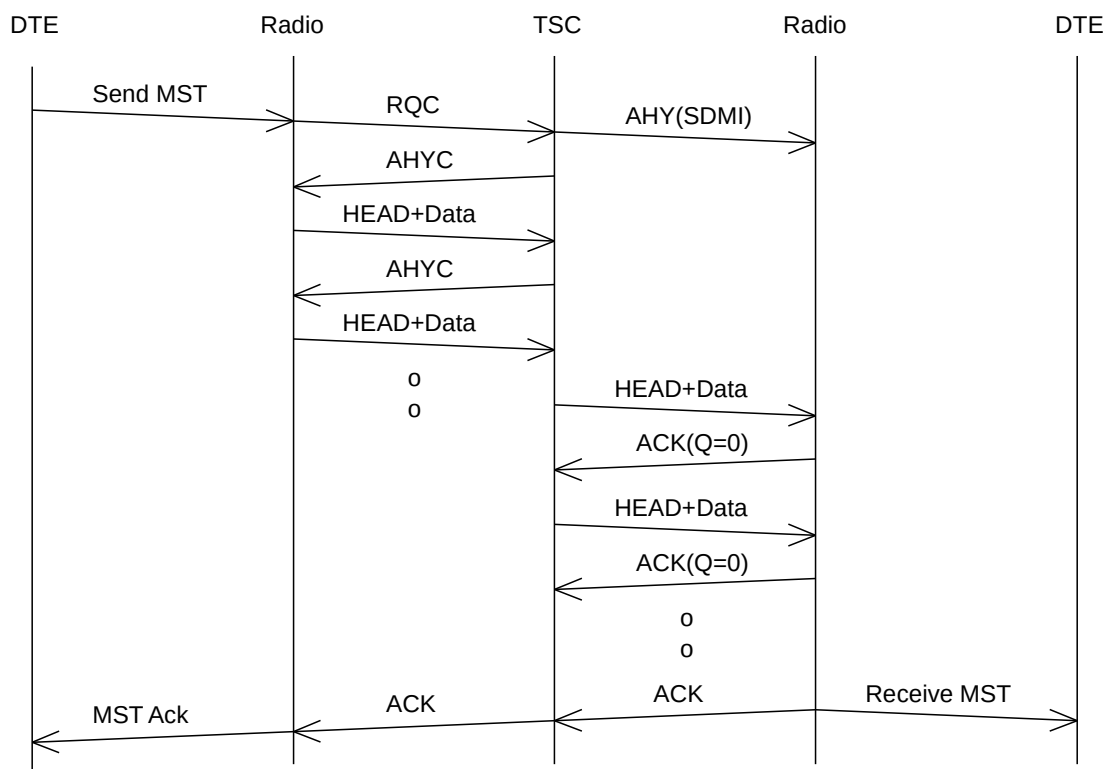 DTE Radio TSC Radio DTE
Send MST
RQC
AHY(SDMI)
AHYC
HEAD+Data
AHYC
HEAD+Data
o
o
HEAD+Data
ACK(Q=0)
HEAD+Data
ACK(Q=0)
o
o
MST Ack
ACK
ACK
Receive MST